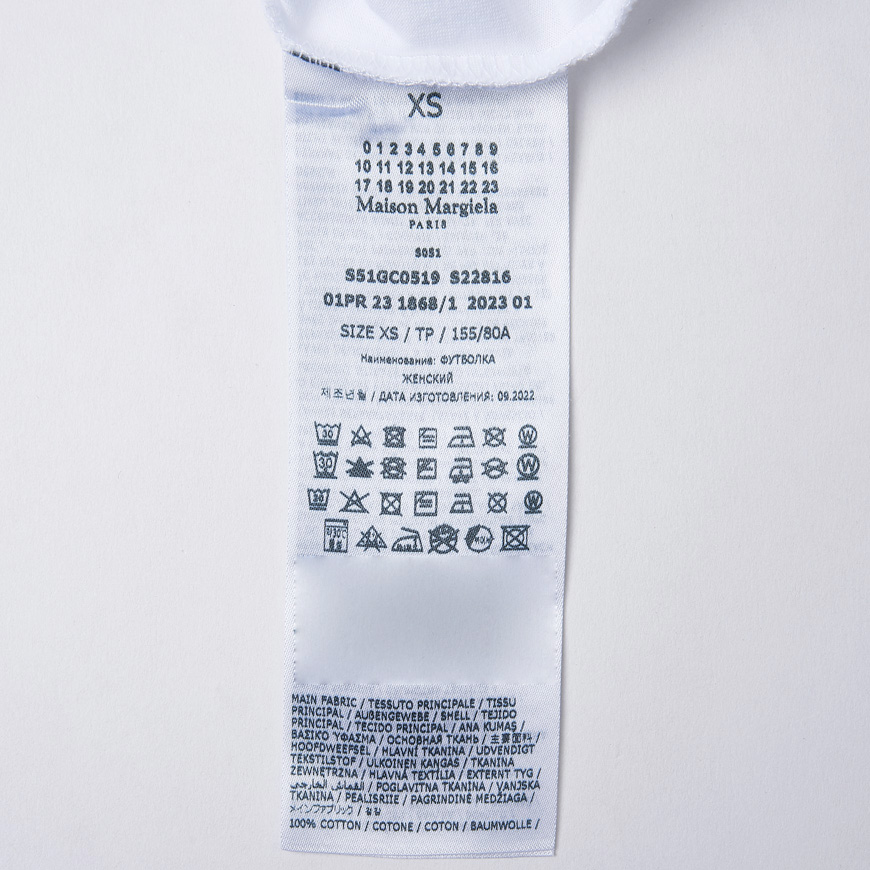 XS
0 1 2 3 4 5 6 7 8 9
10 11 12 13 14 15 16
17 18 19 20 21 22 23
Maison Margiela
PARIS
S051
S51GC0519 S22816
01PR 23 1868/1 2023 01
SIZE XS / TP / 155/80A
Наименование: ФУТБОЛКА
ЖЕНСКИЙ
제조년월 / ДАТА ИЗГОТОВЛЕНИЯ: 09.2022
MAIN FABRIC / TESSUTO PRINCIPALE / TISSU
PRINCIPAL / AUßENGEWEBE / SHELL / TEJIDO
PRINCIPAL / TECIDO PRINCIPAL / ANA KUMAŞ /
ΒΑΣΙΚΟ ΎΦΑΣΜΑ / ОСНОВНАЯ ТКАНЬ / 主要面料 /
HOOFDWEEFSEL / HLAVNÍ TKANINA / UDVENDIGT
TEKSTILSTOF / ULKOINEN KANGAS / TKANINA
ZEWNĘTRZNA / HLAVNÁ TEXTÍLIA / EXTERNT TYG /
القماش الخارجي / POGLAVITNA TKANINA / VANJSKA
TKANINA / PEALISRIIE / PAGRINDINĖ MEDŽIAGA /
メインファブリック / 겉감
100% COTTON / COTONE / COTON / BAUMWOLLE /